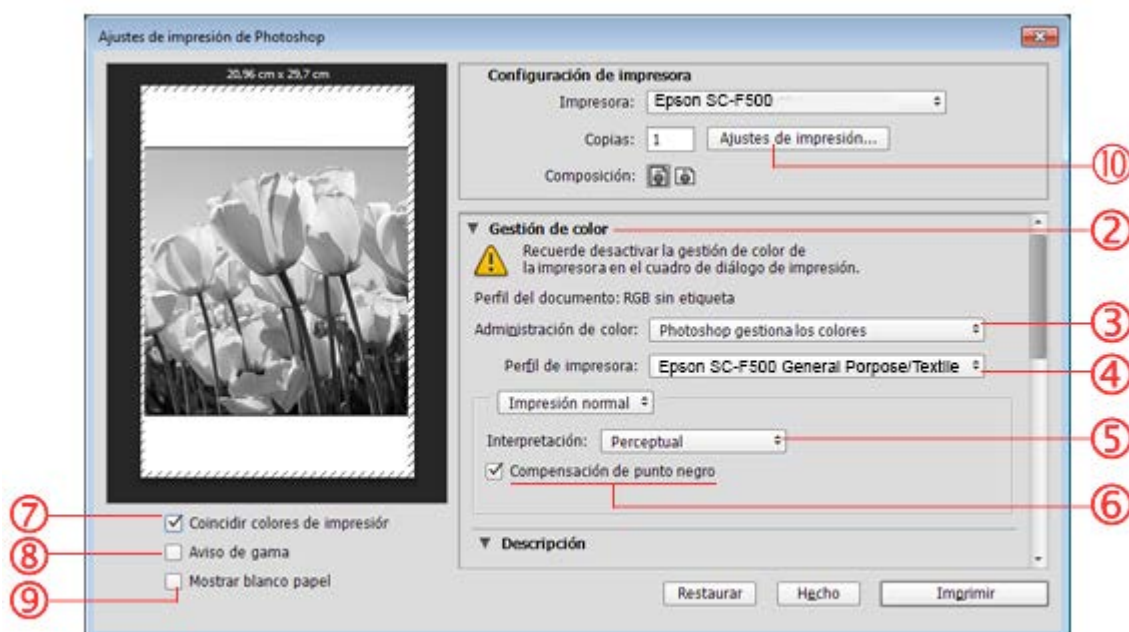 Ajustes de impresión de Photoshop
20,96 cm x 29,7 cm
Configuración de impresora
Impresora: Epson SC-F500
Copias: 1 Ajustes de impresión...
Composición:
⑩
Gestión de color
②
Recuerde desactivar la gestión de color de
la impresora en el cuadro de diálogo de impresión.
Perfil del documento: RGB sin etiqueta
Administración de color: Photoshop gestiona los colores
③
Perfil de impresora: Epson SC-F500 General Porpose/Textile
④
Impresión normal
Interpretación: Perceptual
⑤
Compensación de punto negro
⑥
⑦ Coincidir colores de impresiór
⑧ Aviso de gama
⑨ Mostrar blanco papel
Descripción
Restaurar Hecho Imprimir